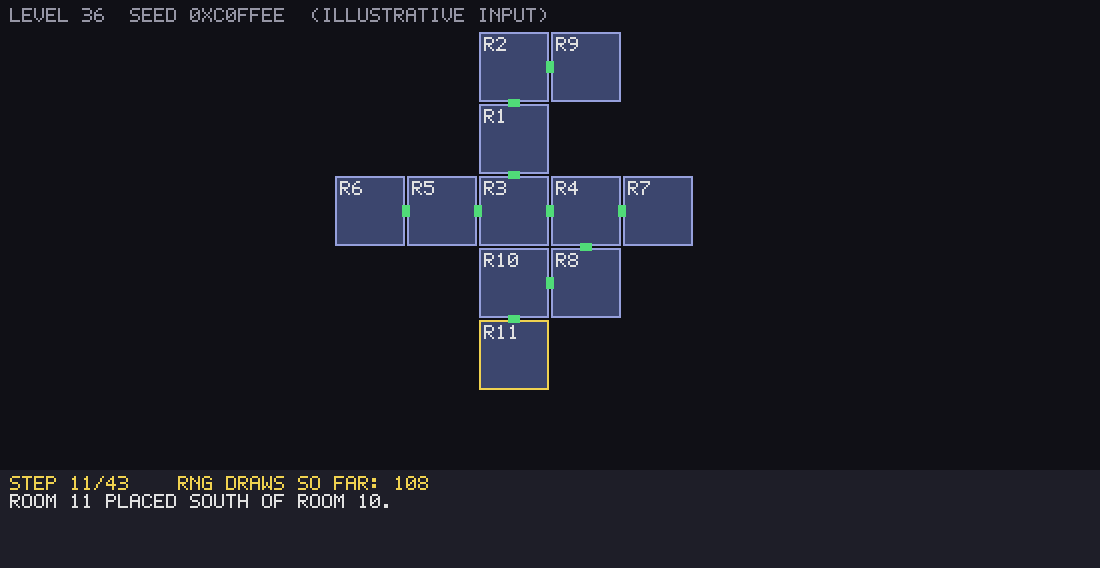 LEVEL 36  SEED 0XC0FFEE  (ILLUSTRATIVE INPUT)
R2 R9
R1
R6 R5 R3 R4 R7
R10 R8
R11
STEP 11/43    RNG DRAWS SO FAR: 108
ROOM 11 PLACED SOUTH OF ROOM 10.